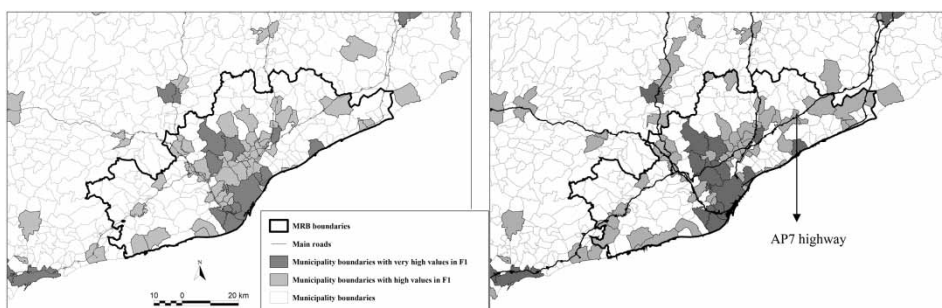 MRB boundaries
Main roads
Municipality boundaries with very high values in F1
Municipality boundaries with high values in F1
Municipality boundaries
N
10 0 20 km
AP7 highway